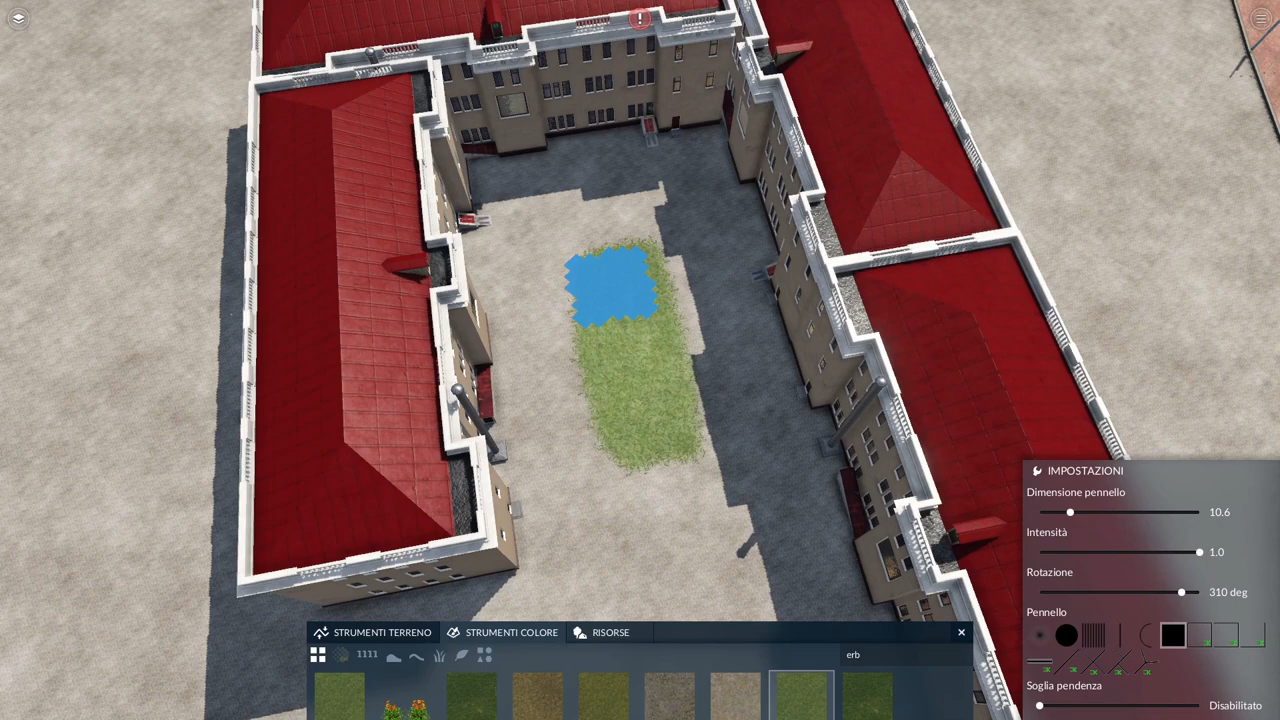 STRUMENTI TERRENO
STRUMENTI COLORE
RISORSE
erb
IMPOSTAZIONI
Dimensione pennello
10.6
Intensità
1.0
Rotazione
310 deg
Pennello
Soglia pendenza
Disabilitato